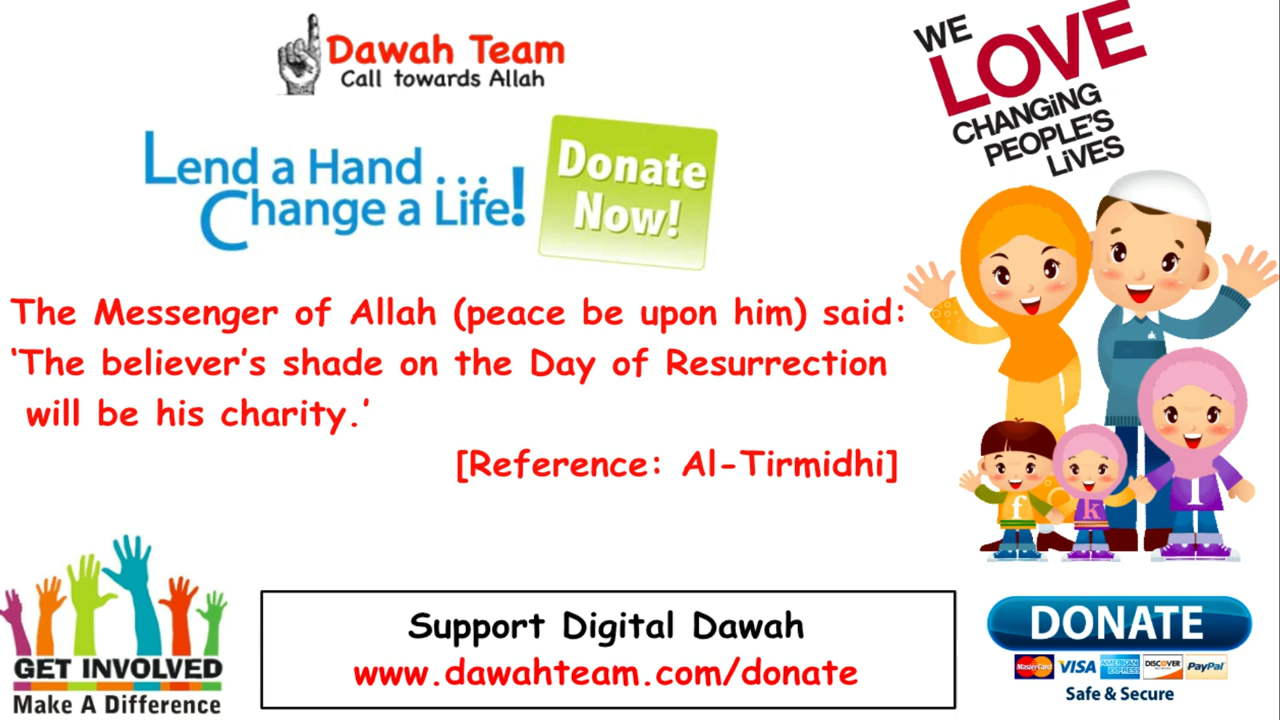 Dawah Team
Call towards Allah
WE
LOVE
CHANGiNG
PEOPLE'S
LiVES
Lend a Hand . . .
Change a Life!
Donate
Now!
The Messenger of Allah (peace be upon him) said:
‘The believer’s shade on the Day of Resurrection
will be his charity.’
[Reference: Al-Tirmidhi]
f
k
l
GET INVOLVED
Make A Difference
Support Digital Dawah
www.dawahteam.com/donate
DONATE
MasterCard VISA AMERICAN EXPRESS DISCOVER PayPal
Safe & Secure